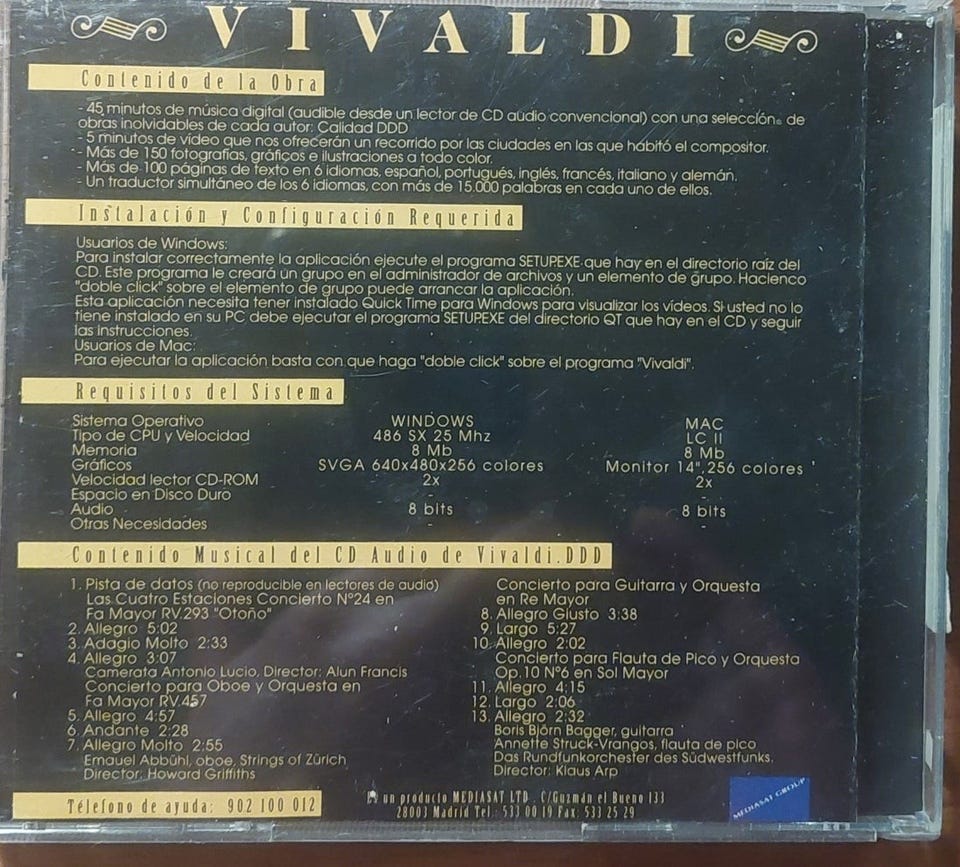 VIVALDI
Contenido de la Obra
- 45 minutos de música digital (audible desde un lector de CD audio convencional) con una selección de
obras inolvidables de cada autor: Calidad DDD
- 5 minutos de vídeo que nos ofrecerán un recorrido por las ciudades en las que habitó el compositor.
- Más de 150 fotografías, gráficos e ilustraciones a todo color.
- Más de 100 páginas de texto en 6 idiomas, español, portugués, inglés, francés, italiano y alemán.
- Un traductor simultáneo de los 6 idiomas, con más de 15.000 palabras en cada uno de ellos.
Instalación y Configuración Requerida
Usuarios de Windows:
Para instalar correctamente la aplicación ejecute el programa SETUP.EXE que hay en el directorio raíz del
CD. Este programa le creará un grupo en el administrador de archivos y un elemento de grupo. Hacienco
"doble click" sobre el elemento de grupo puede arrancar la aplicación.
Esta aplicación necesita tener instalado Quick Time para Windows para visualizar los vídeos. Si usted no lo
tiene instalado en su PC debe ejecutar el programa SETUP.EXE del directorio QT que hay en el CD y seguir
las instrucciones.
Usuarios de Mac:
Para ejecutar la aplicación basta con que haga "doble click" sobre el programa "Vivaldi".
Requisitos del Sistema
Sistema Operativo WINDOWS MAC
Tipo de CPU y Velocidad 486 SX 25 Mhz LC II
Memoria 8 Mb 8 Mb
Gráficos SVGA 640x480x256 colores Monitor 14", 256 colores
Velocidad lector CD-ROM 2x 2x
Espacio en Disco Duro - -
Audio 8 bits 8 bits
Otras Necesidades - -
Contenido Musical del CD Audio de Vivaldi.DDD
1. Pista de datos (no reproducible en lectores de audio)
Las Cuatro Estaciones Concierto Nº24 en
Fa Mayor RV.293 "Otoño"
2. Allegro 5:02
3. Adagio Molto 2:33
4. Allegro 3:07
Camerata Antonio Lucio, Director: Alun Francis
Concierto para Oboe y Orquesta en
Fa Mayor RV.457
5. Allegro 4:57
6. Andante 2:28
7. Allegro Molto 2:55
Emauel Abbühl, oboe, Strings of Zürich
Director: Howard Griffiths
Concierto para Guitarra y Orquesta
en Re Mayor
8. Allegro Giusto 3:38
9. Largo 5:27
10. Allegro 2:02
Concierto para Flauta de Pico y Orquesta
Op.10 Nº6 en Sol Mayor
11. Allegro 4:15
12. Largo 2:06
13. Allegro 2:32
Boris Björn Bagger, guitarra
Annette Struck-Vrangos, flauta de pico
Das Rundfunkorchester des Südwestfunks.
Director: Klaus Arp
Télefono de ayuda: 902 100 012
Es un producto MEDIASAT LTD. C/Guzmán el Bueno 133
28003 Madrid Tel.: 533 00 19 Fax: 533 25 29
MEDIASAT GROUP